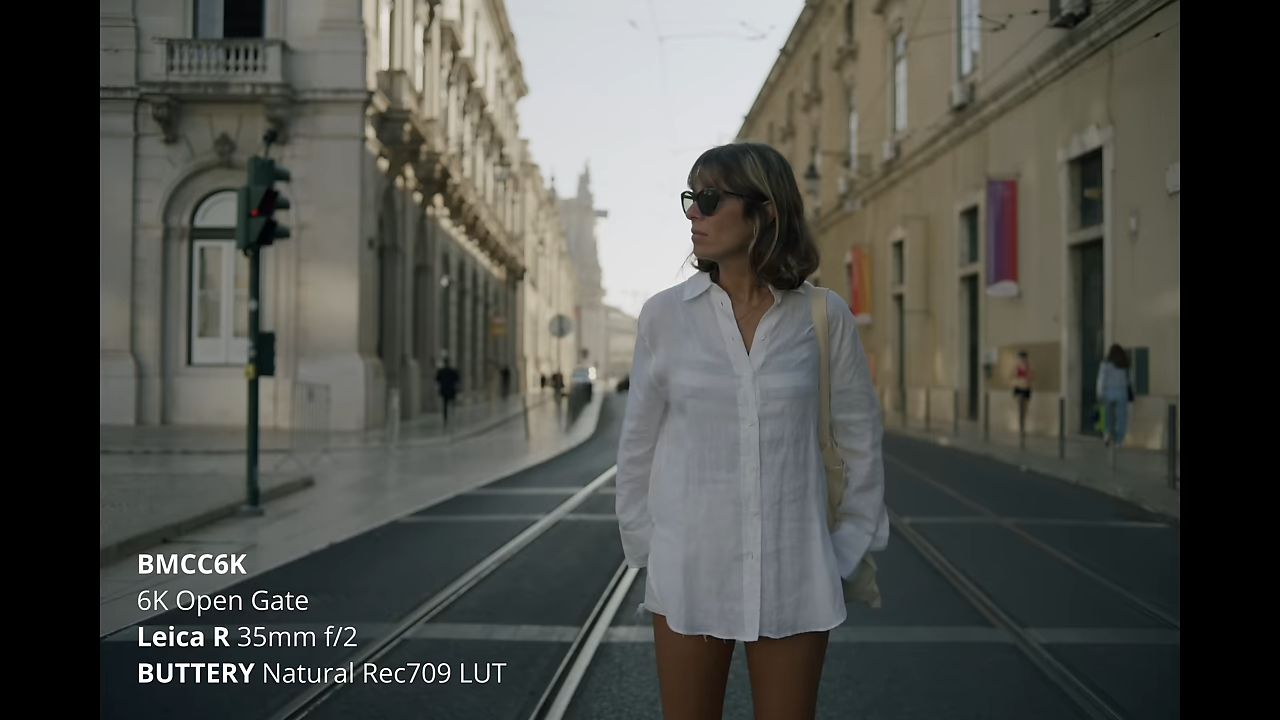 BMCC6K
6K Open Gate
Leica R 35mm f/2
BUTTERY Natural Rec709 LUT